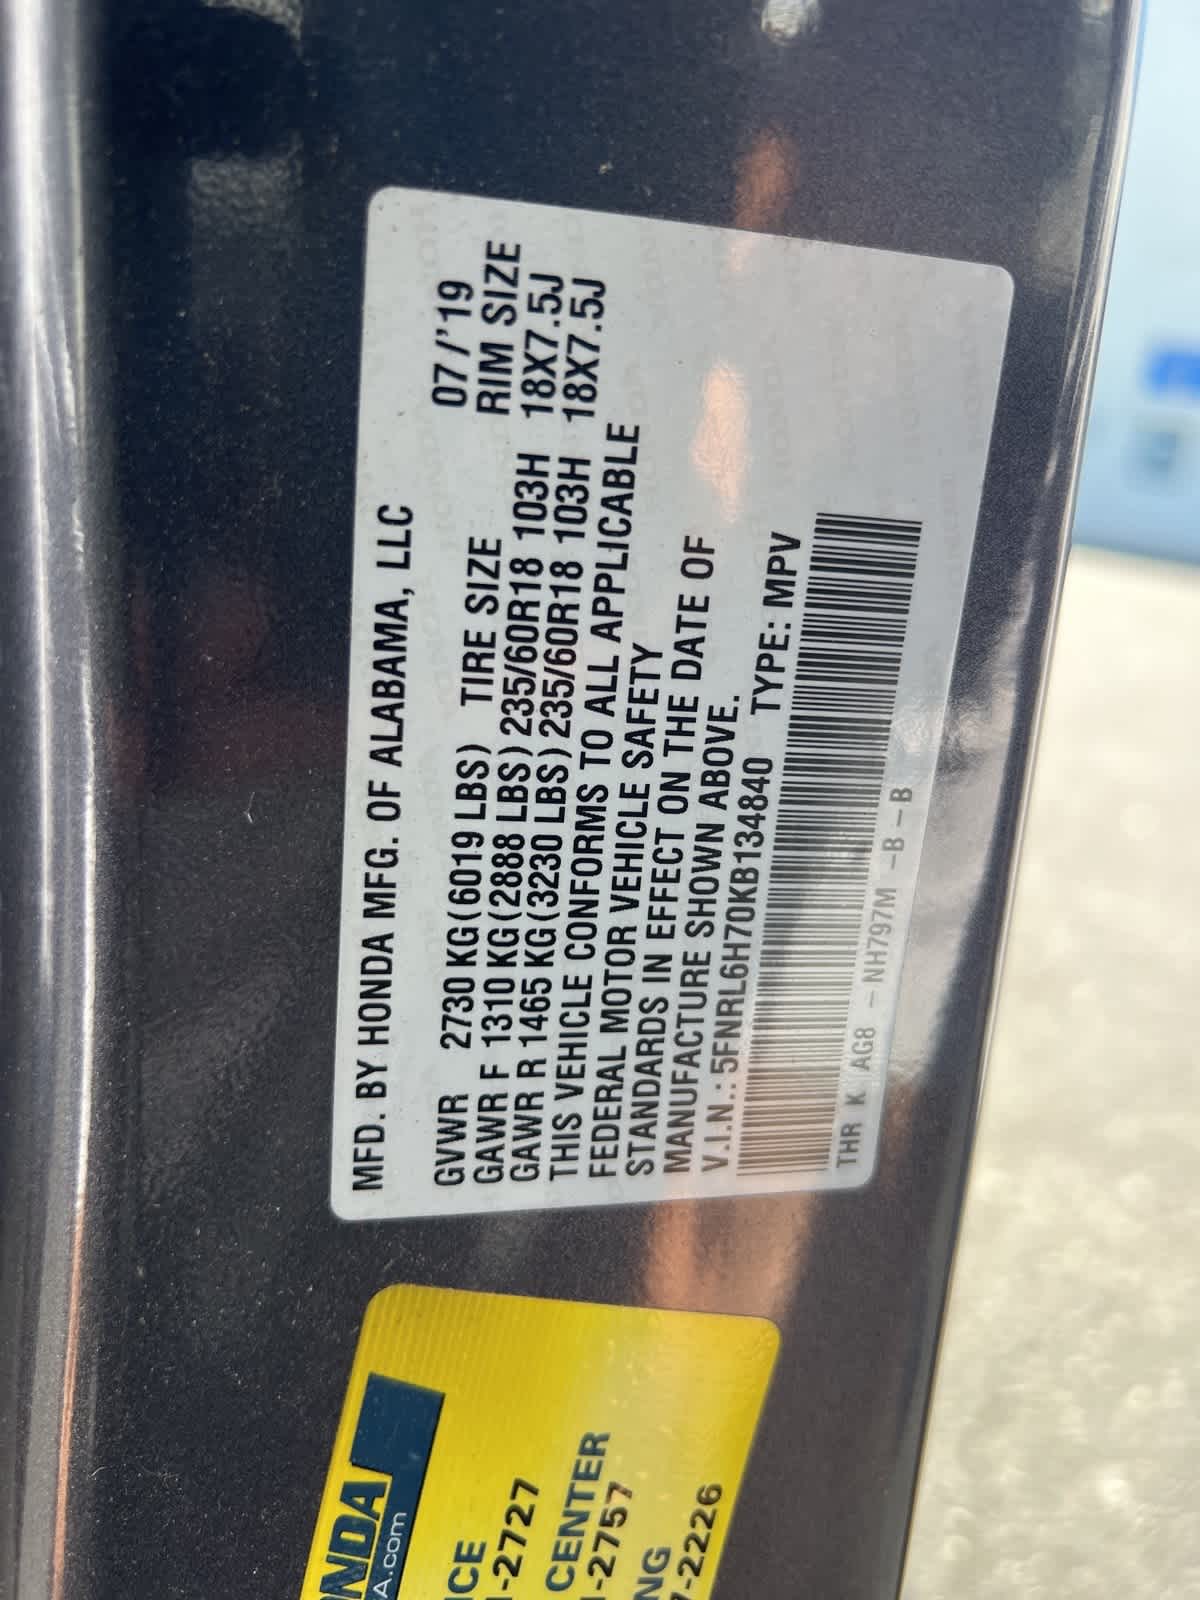 MFD. BY HONDA MFG. OF ALABAMA, LLC
07/'19
GVWR 2730 KG(6019 LBS) TIRE SIZE RIM SIZE
GAWR F 1310 KG(2888 LBS) 235/60R18 103H 18X7.5J
GAWR R 1465 KG(3230 LBS) 235/60R18 103H 18X7.5J
THIS VEHICLE CONFORMS TO ALL APPLICABLE
FEDERAL MOTOR VEHICLE SAFETY
STANDARDS IN EFFECT ON THE DATE OF
MANUFACTURE SHOWN ABOVE.
V.I.N.: 5FNRL6H70KB134840 TYPE: MPV
THR K AG8 – NH797M –B – B
NDA
A.com
ICE
-2727
CENTER
-2757
NG
7-2226